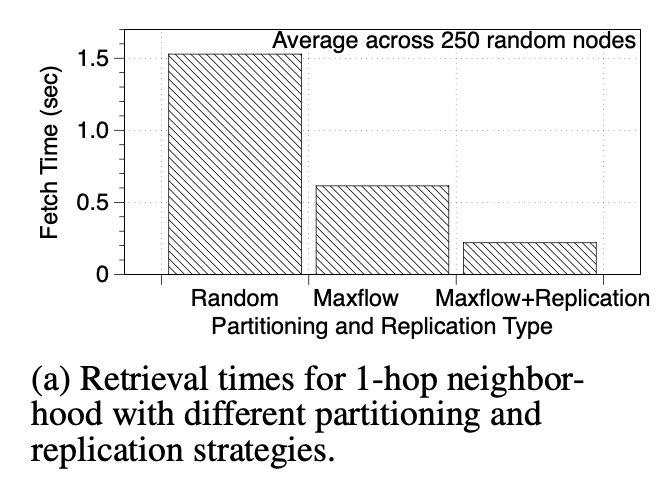 Average across 250 random nodes
Fetch Time (sec)
1.5
1.0
0.5
0
Random Maxflow Maxflow+Replication
Partitioning and Replication Type
(a) Retrieval times for 1-hop neighbor-
hood with different partitioning and
replication strategies.